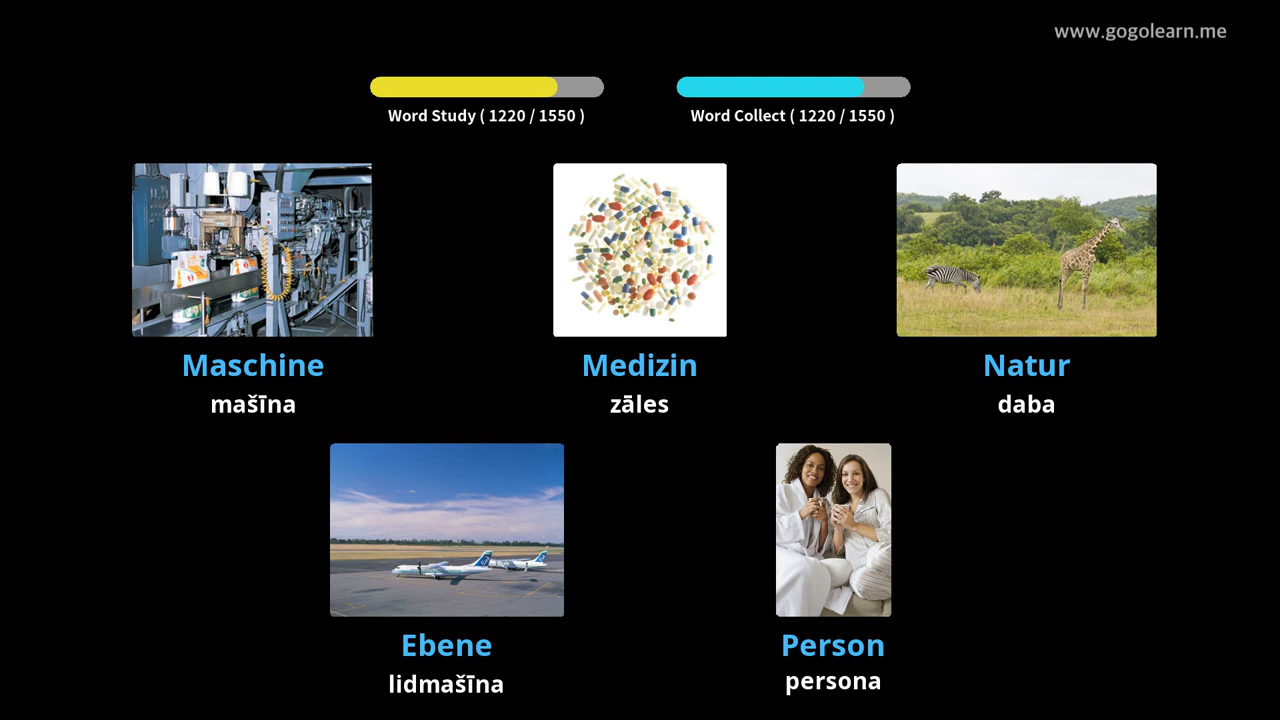 www.gogolearn.me
Word Study ( 1220 / 1550 )
Word Collect ( 1220 / 1550 )
Maschine
mašīna
Medizin
zāles
Natur
daba
Ebene
lidmašīna
Person
persona